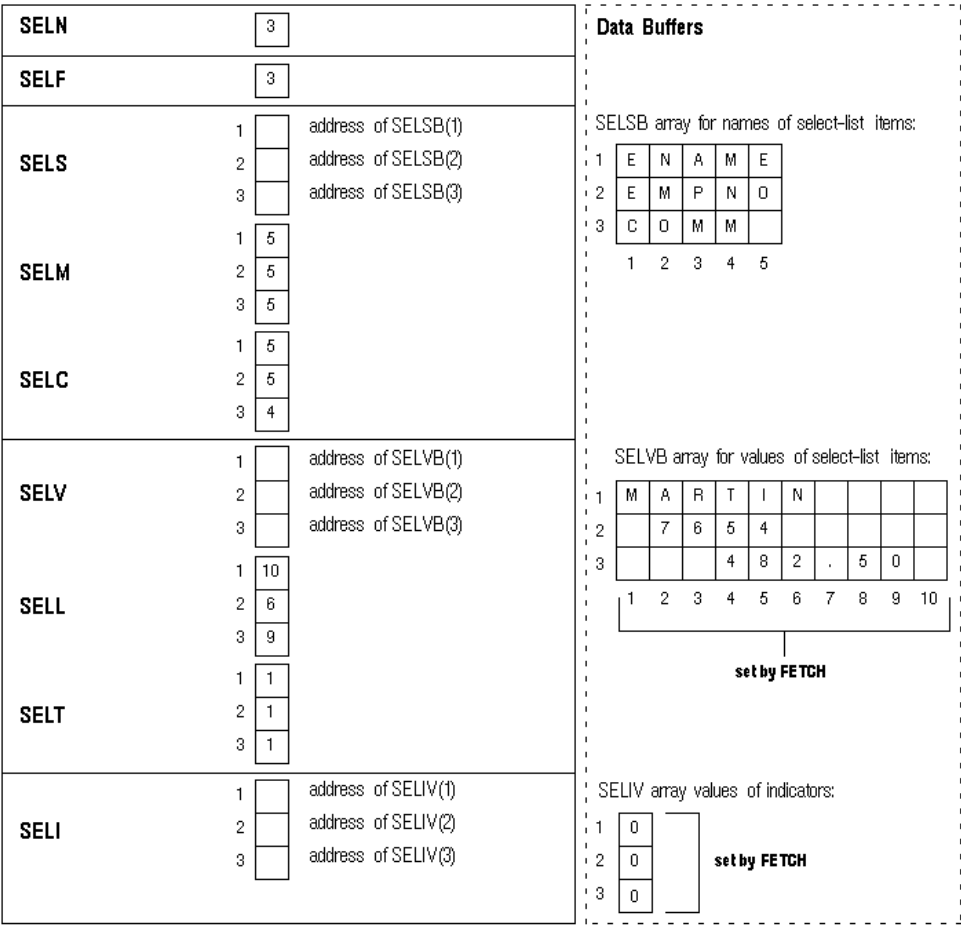 SELN 3
Data Buffers
SELF 3
SELSB array for names of select-list items:
SELS
1 address of SELSB(1)
2 address of SELSB(2)
3 address of SELSB(3)
1 E N A M E
2 E M P N O
3 C O M M
1 2 3 4 5
SELM
1 5
2 5
3 5
SELC
1 5
2 5
3 4
SELV
1 address of SELVB(1)
2 address of SELVB(2)
3 address of SELVB(3)
SELVB array for values of select-list items:
1 M A R T I N
2 7 6 5 4
3 4 8 2 . 5 0
1 2 3 4 5 6 7 8 9 10
set by FETCH
SELL
1 10
2 6
3 9
SELT
1 1
2 1
3 1
SELI
1 address of SELIV(1)
2 address of SELIV(2)
3 address of SELIV(3)
SELIV array values of indicators:
1 0
2 0
3 0
set by FETCH